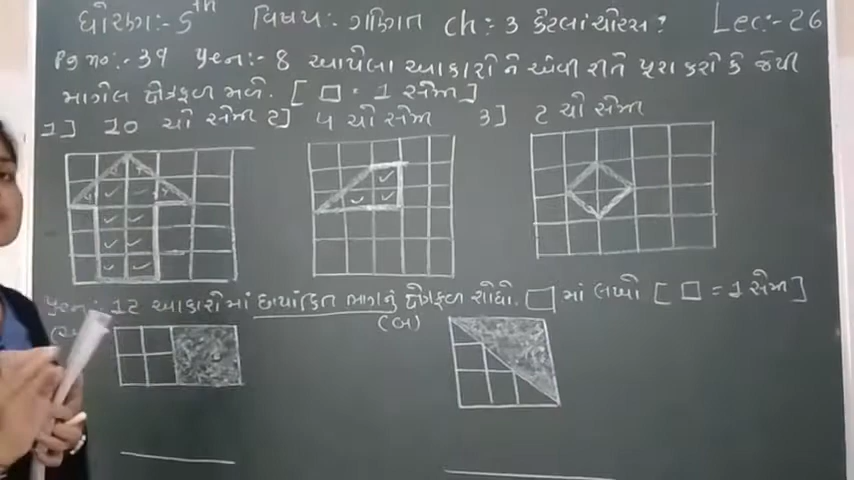 ધોરણ:- 5th વિષય:- ગણિત ch:- 3 કેટલાં ચોરસ? Lec:- 26
Pg no:- 39 પ્રશ્ન:- 8 આપેલા આકારોને એવી રીતે પૂરા કરો કે જેથી
માગેલ ક્ષેત્રફળ મળે. [ □ = 1 સેમી ]
1] 10 ચો સેમી 2] 4 ચો સેમી 3] 2 ચો સેમી
પ્રશ્ન:- 12 આકારોમાં છાયાંકિત ભાગનું ક્ષેત્રફળ શોધો. □ માં લખો [ □ = 1 સેમી ]
(બ)